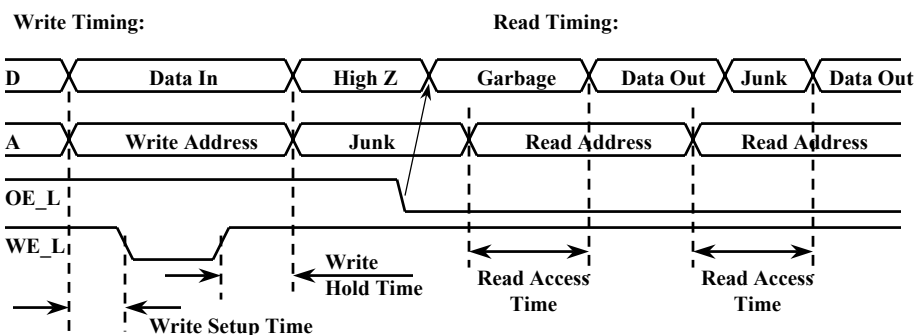 Write Timing: Read Timing:
D Data In High Z Garbage Data Out Junk Data Out
A Write Address Junk Read Address Read Address
OE_L
WE_L
Write
Hold Time
Read Access Read Access
Time Time
Write Setup Time